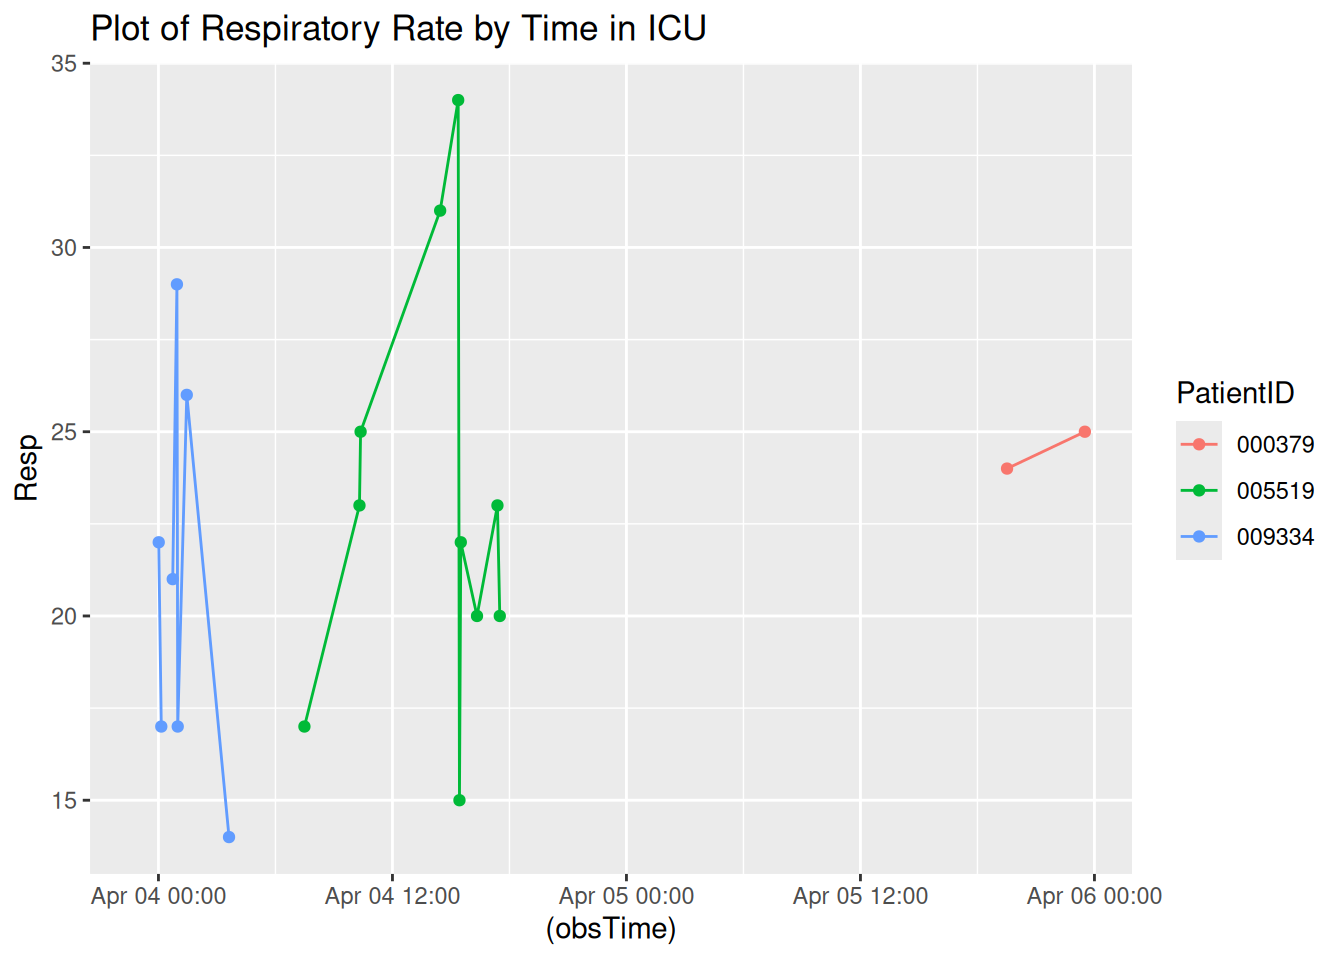 Plot of Respiratory Rate by Time in ICU
35
30
25
20
15
Resp
Apr 04 00:00 Apr 04 12:00 Apr 05 00:00 Apr 05 12:00 Apr 06 00:00
(obsTime)
PatientID
000379
005519
009334